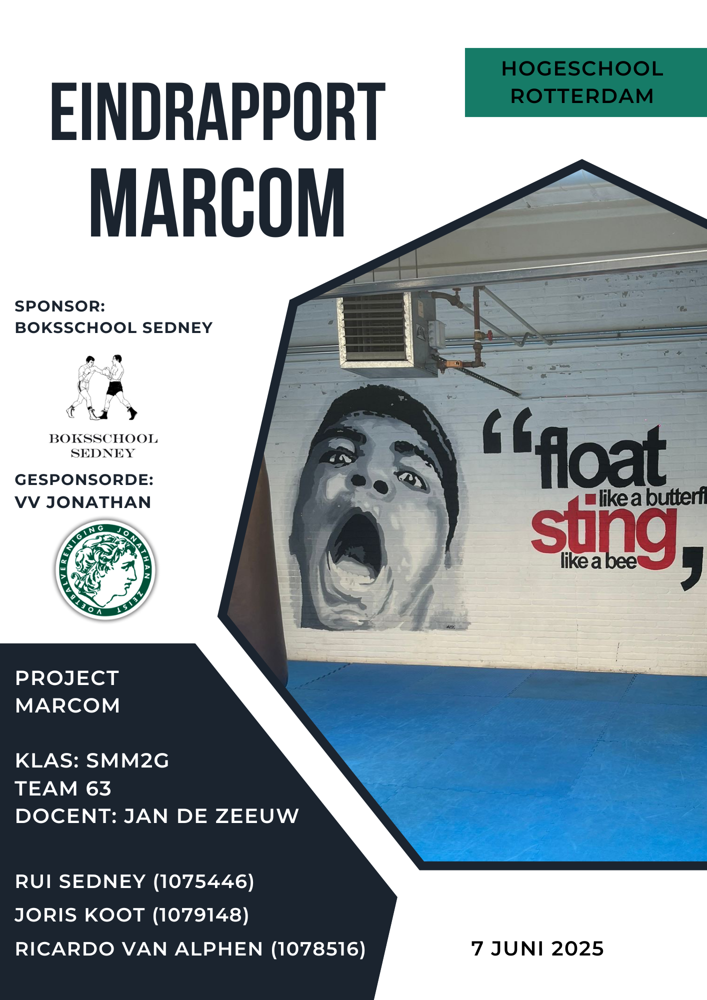 HOGESCHOOL
ROTTERDAM
EINDRAPPORT
MARCOM
SPONSOR:
BOKSSCHOOL SEDNEY
BOKSSCHOOL
SEDNEY
GESPONSORDE:
VV JONATHAN
VOETBALVERENIGING JONATHAN ZEIST
“float
like a butterfl
sting
like a bee ’
PROJECT
MARCOM
KLAS: SMM2G
TEAM 63
DOCENT: JAN DE ZEEUW
RUI SEDNEY (1075446)
JORIS KOOT (1079148)
RICARDO VAN ALPHEN (1078516)
7 JUNI 2025